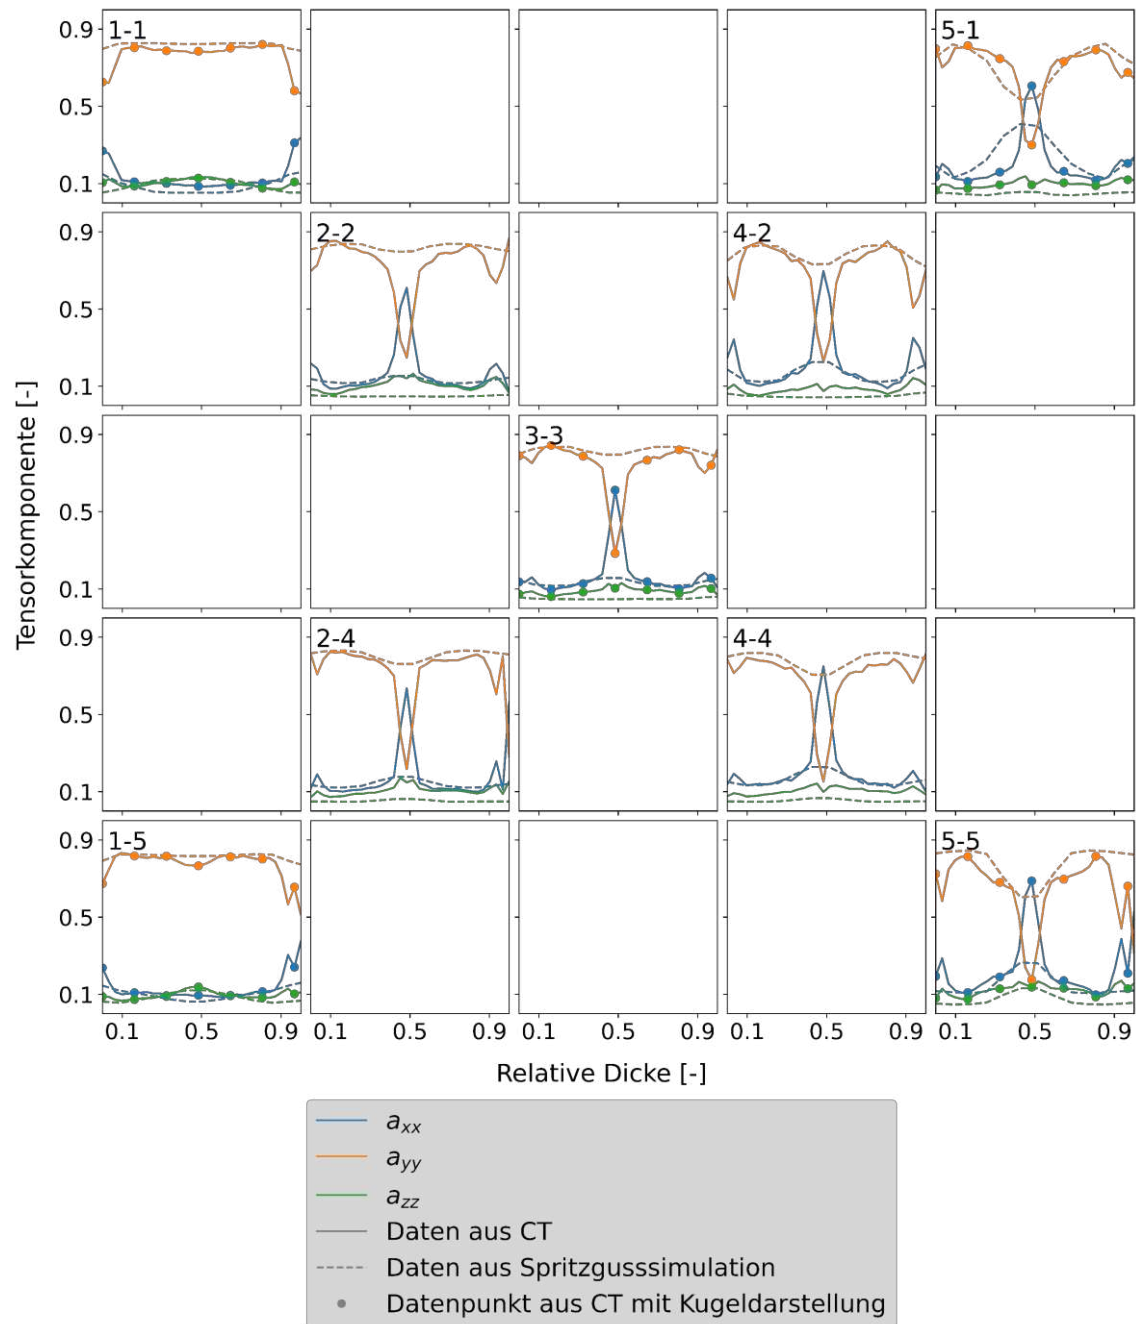 0.9
1-1
5-1
0.5
0.1
0.9
2-2
4-2
0.5
0.1
0.9
3-3
0.5
0.1
0.9
2-4
4-4
0.5
0.1
0.9
1-5
5-5
0.5
0.1
0.1 0.5 0.9 0.1 0.5 0.9 0.1 0.5 0.9 0.1 0.5 0.9 0.1 0.5 0.9
Tensorkomponente [-]
Relative Dicke [-]
axx
ayy
azz
Daten aus CT
Daten aus Spritzgusssimulation
Datenpunkt aus CT mit Kugeldarstellung